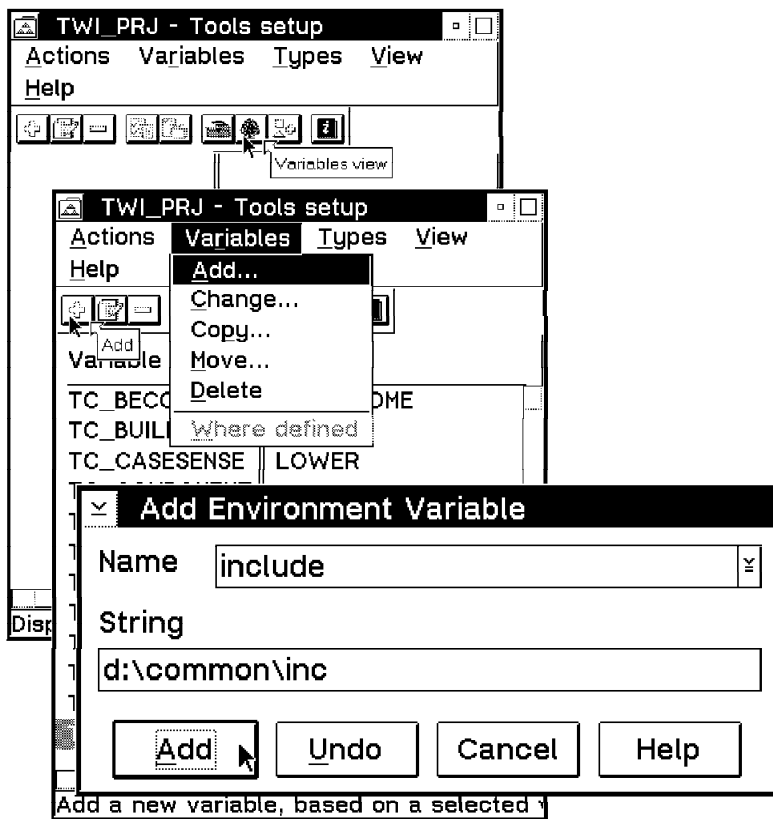 TWI_PRJ - Tools setup
Actions Variables Types View
Help
Variables view
TWI_PRJ - Tools setup
Actions Variables Types View
Help
Add...
Change...
Copy...
Move...
Delete
Where defined
Add
Variable
TC_CASESENSE LOWER
Add Environment Variable
Name include
String
d:\common\inc
Add Undo Cancel Help
Add a new variable, based on a selected